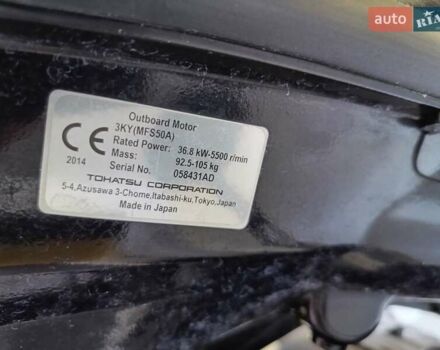 auto RIA
Outboard Motor
3KY(MFS50A)
Rated Power: 36.8 kW-5500 r/min
Mass: 92.5-105 kg
Serial No. 058431AD
CE
2014
TOHATSU CORPORATION
5-4,Azusawa 3-Chome,Itabashi-ku,Tokyo,Japan
Made in Japan